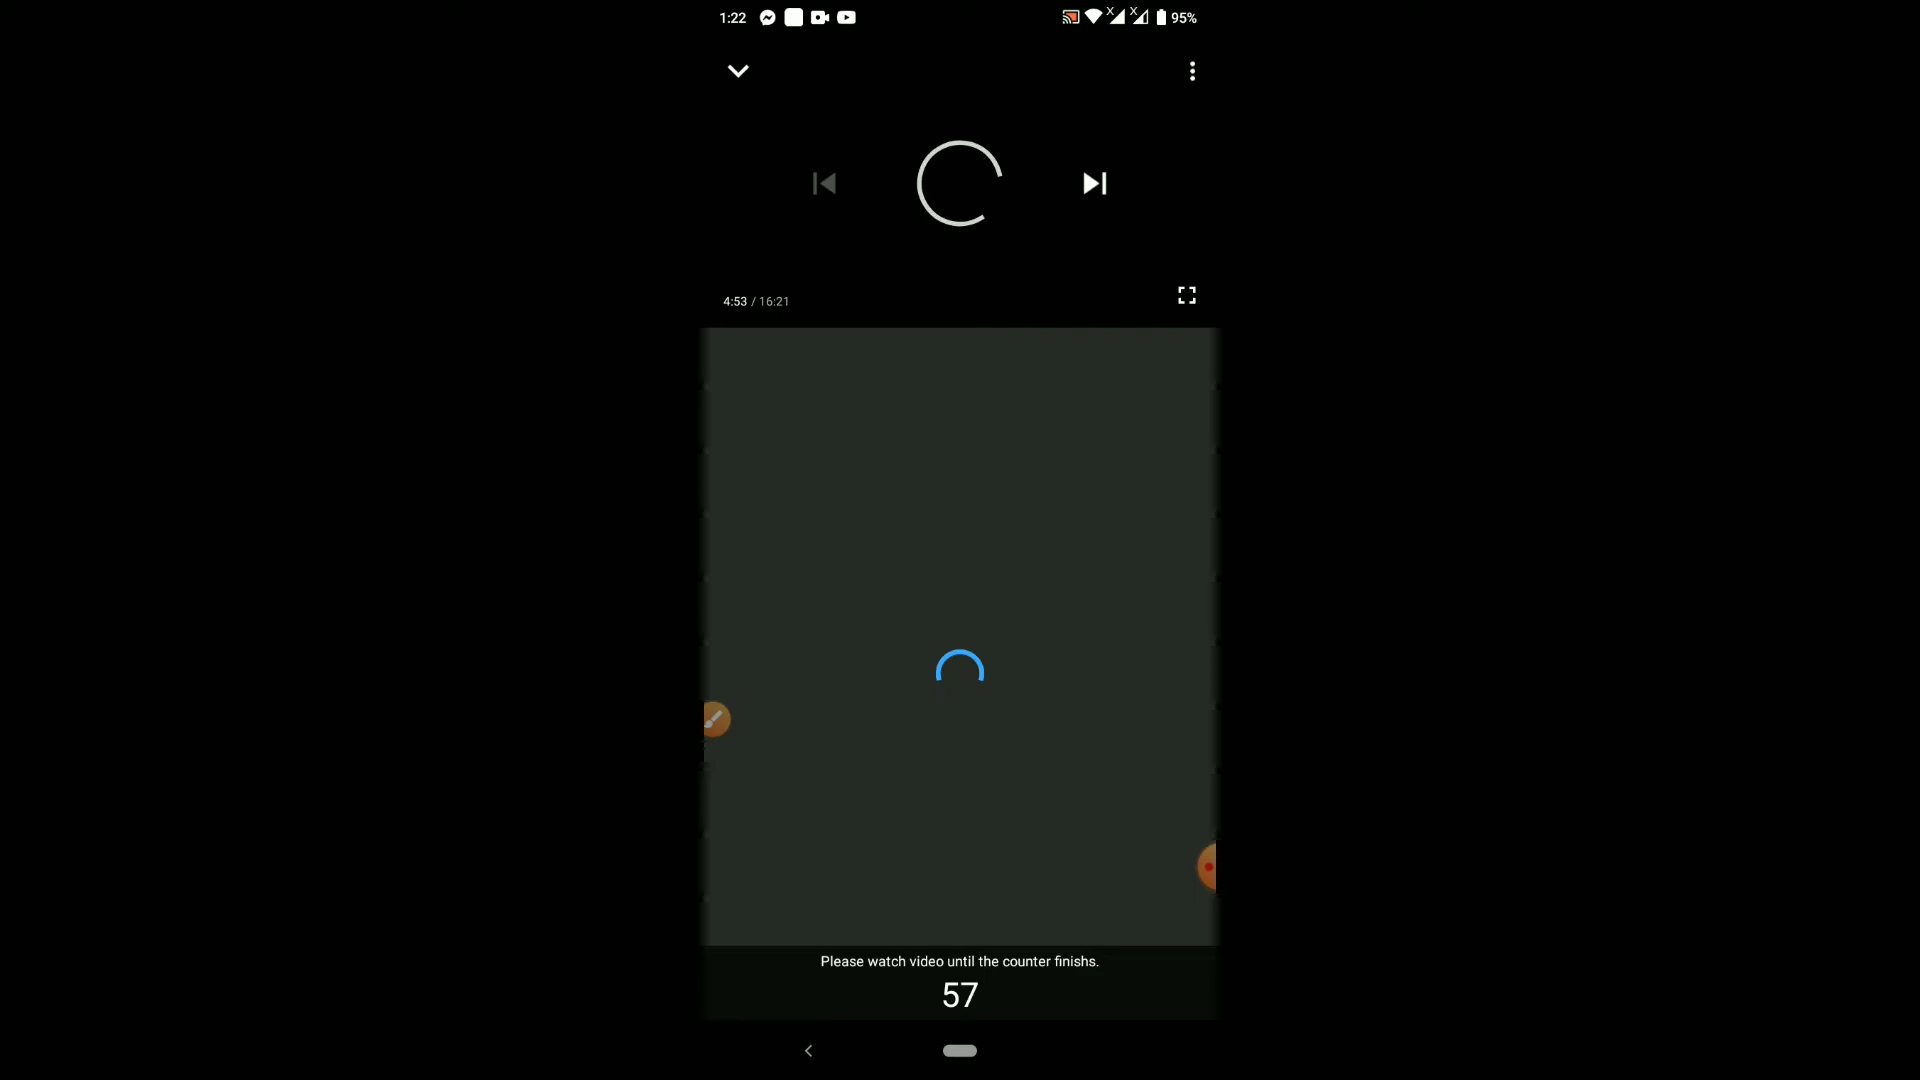 1:22
X X 95%
4:53 / 16:21
Please watch video until the counter finishs.
57